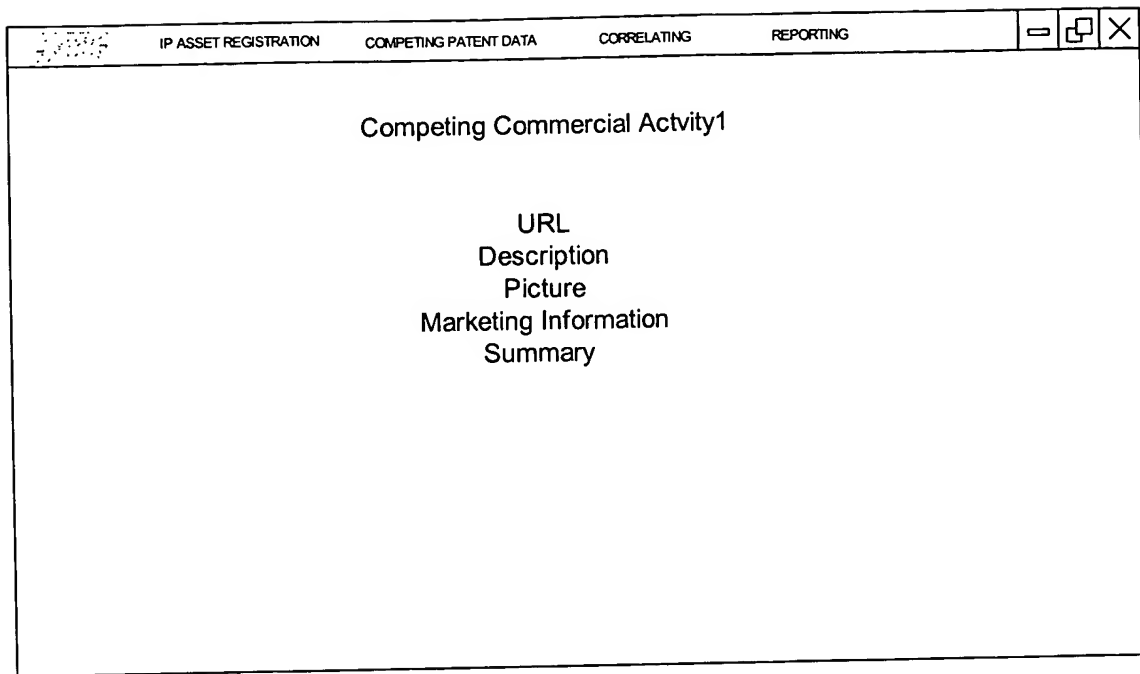 IP ASSET REGISTRATION COMPETING PATENT DATA CORRELATING REPORTING
Competing Commercial Actvity1
URL
Description
Picture
Marketing Information
Summary